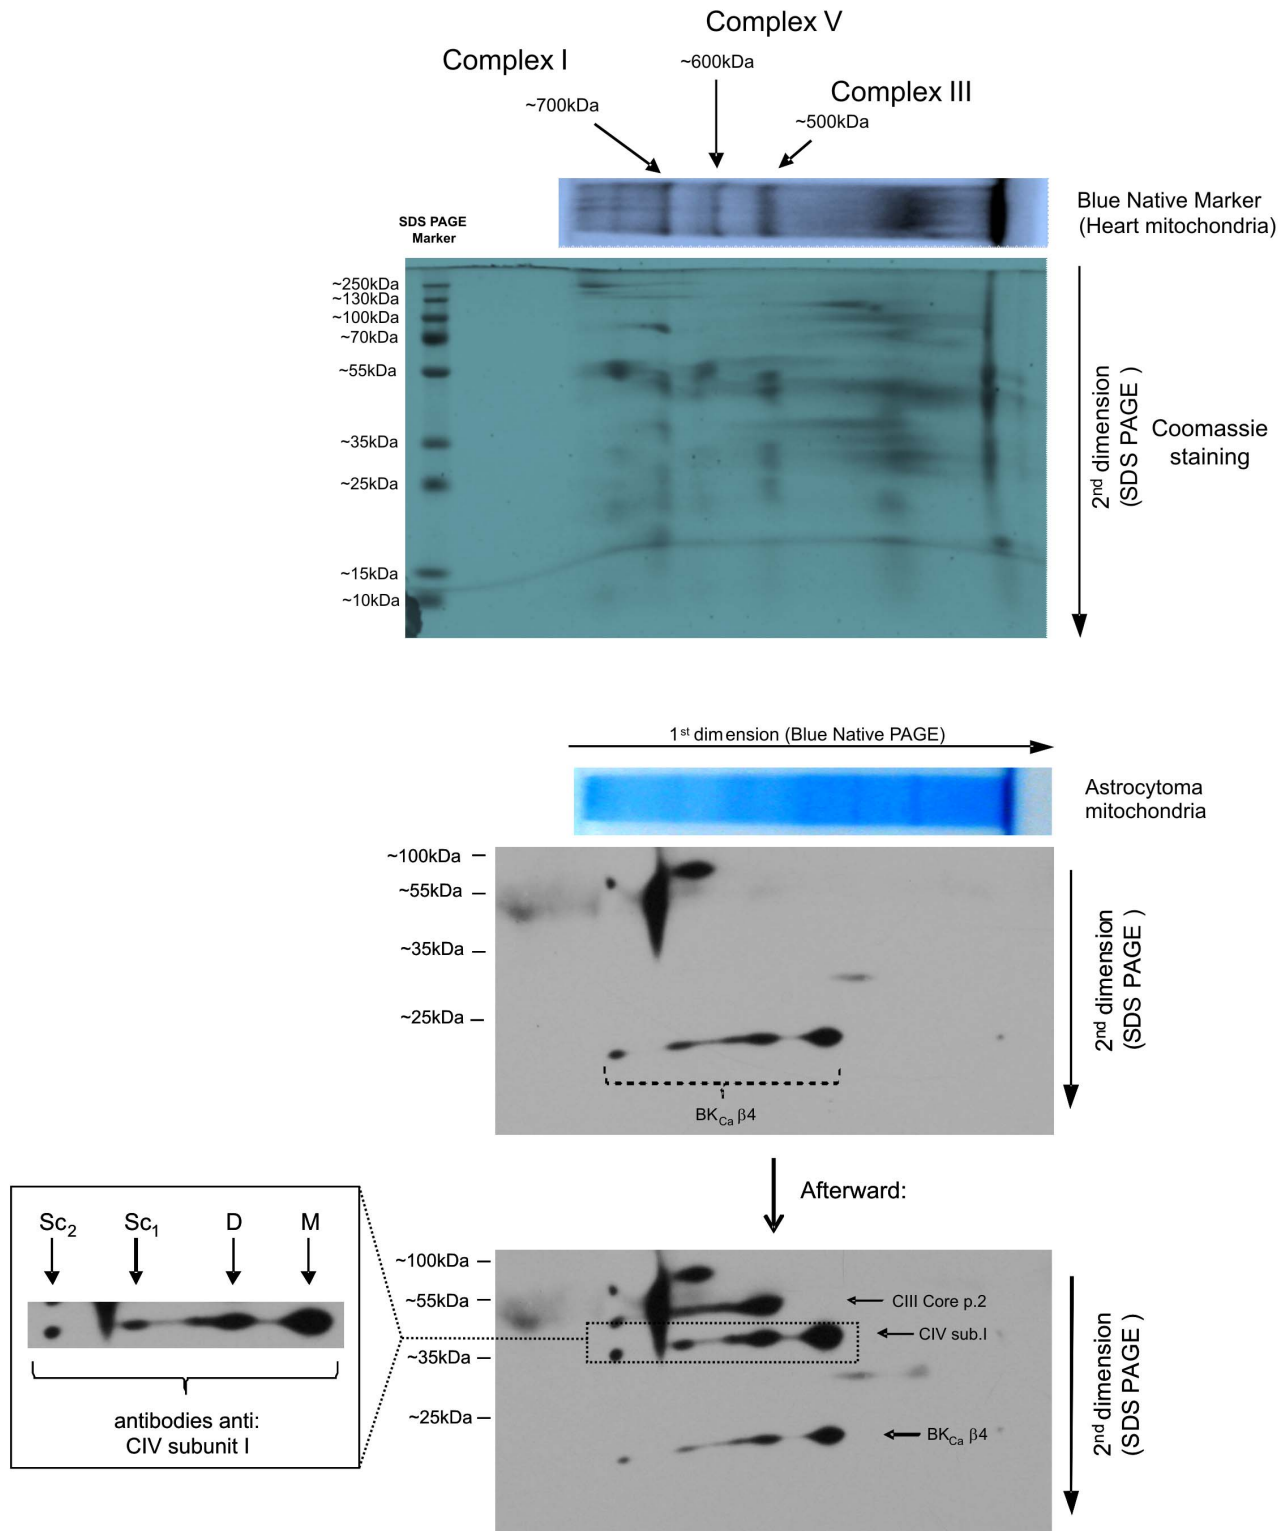 Complex V
~600kDa
Complex I
~700kDa
Complex III
~500kDa
Blue Native Marker
(Heart mitochondria)
SDS PAGE
Marker
~250kDa
~130kDa
~100kDa
~70kDa
~55kDa
~35kDa
~25kDa
~15kDa
~10kDa
2nd dimension
(SDS PAGE )
Coomassie
staining
1st dimension (Blue Native PAGE)
Astrocytoma
mitochondria
~100kDa
~55kDa
~35kDa
~25kDa
BKCa β4
2nd dimension
(SDS PAGE )
Afterward:
Sc2
Sc1
D
M
antibodies anti:
CIV subunit I
~100kDa
~55kDa
~35kDa
~25kDa
CIII Core p.2
CIV sub.I
BKCa β4
2nd dimension
(SDS PAGE )